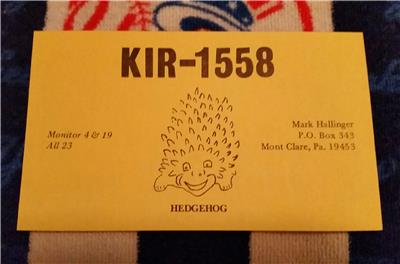 KIR-1558
Monitor 4 & 19
All 23
Mark Hallinger
P.O. Box 343
Mont Clare, Pa. 19453
HEDGEHOG